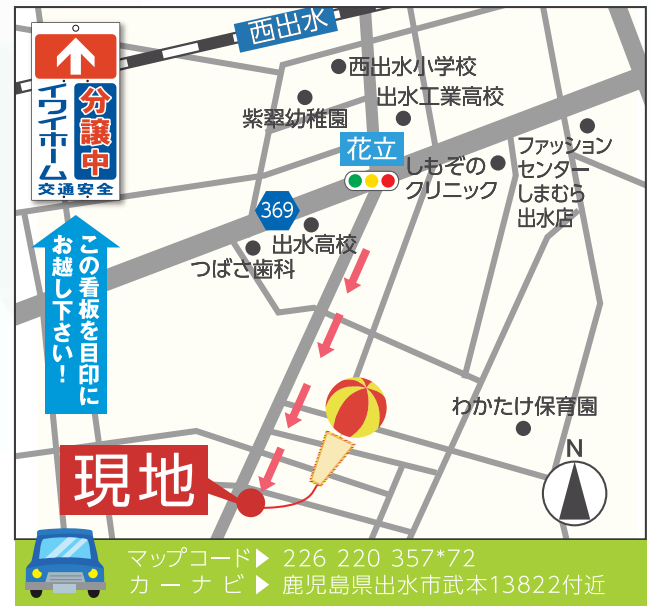 西出水
西出水小学校
紫翠幼稚園
出水工業高校
花立
しもぞの
クリニック
ファッション
センター
しまむら
出水店
369
出水高校
つばさ歯科
分譲中
イワイホーム
交通安全
この看板を目印に
お越し下さい！
わかたけ保育園
N
現地
マップコード▶ 226 220 357*72
カーナビ▶ 鹿児島県出水市武本13822付近